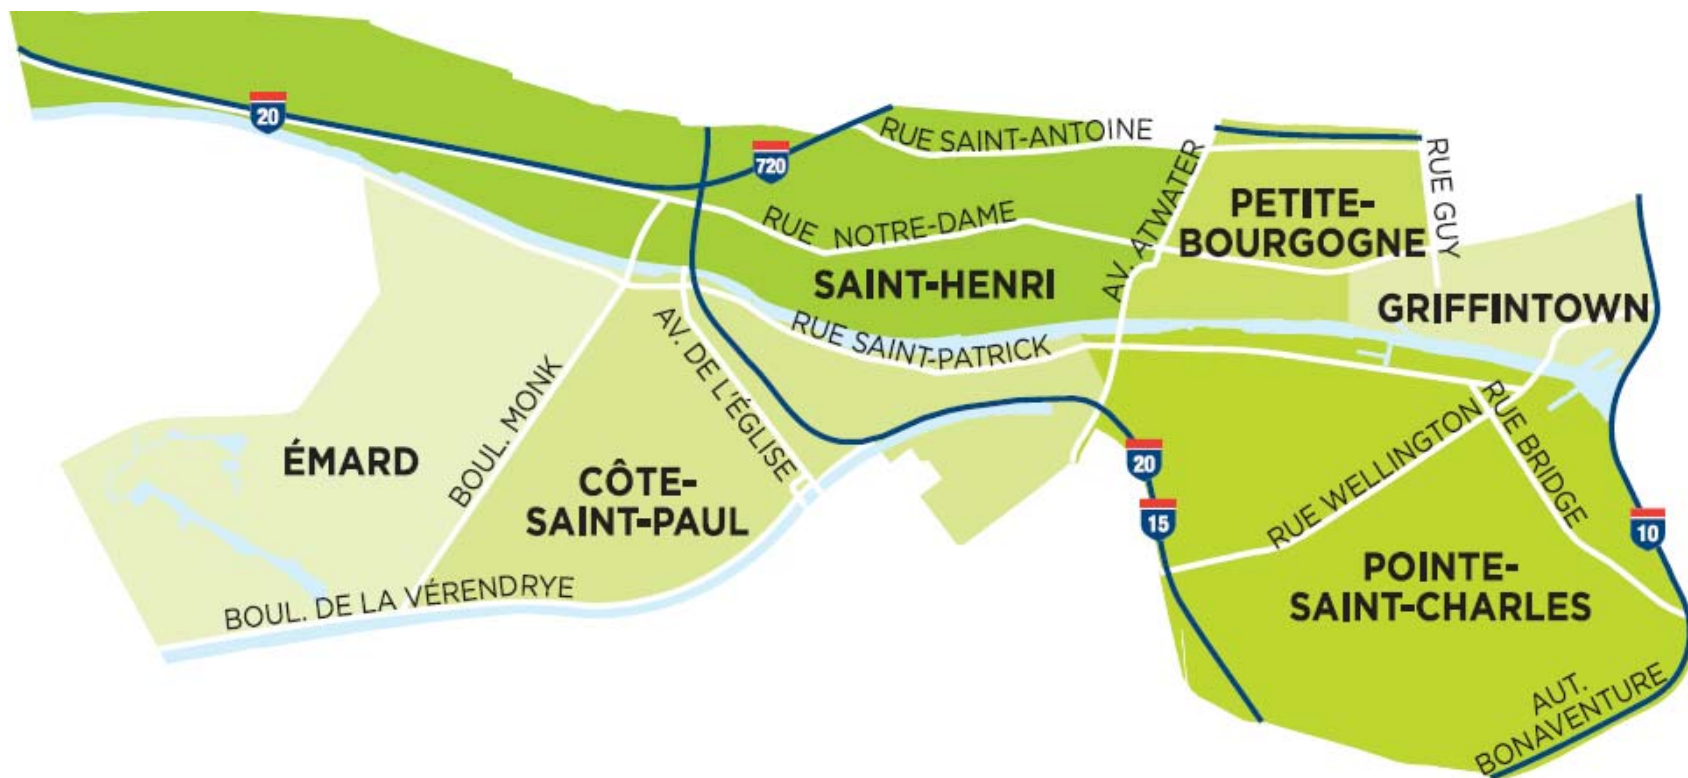 20
720
RUE SAINT-ANTOINE
AV. ATWATER
RUE GUY
PETITE-
BOURGOGNE
RUE NOTRE-DAME
SAINT-HENRI
GRIFFINTOWN
RUE SAINT-PATRICK
AV. DE L'ÉGLISE
BOUL. MONK
ÉMARD
CÔTE-
SAINT-PAUL
BOUL. DE LA VÉRENDRYE
20
15
RUE WELLINGTON
RUE BRIDGE
10
POINTE-
SAINT-CHARLES
AUT.
BONAVENTURE